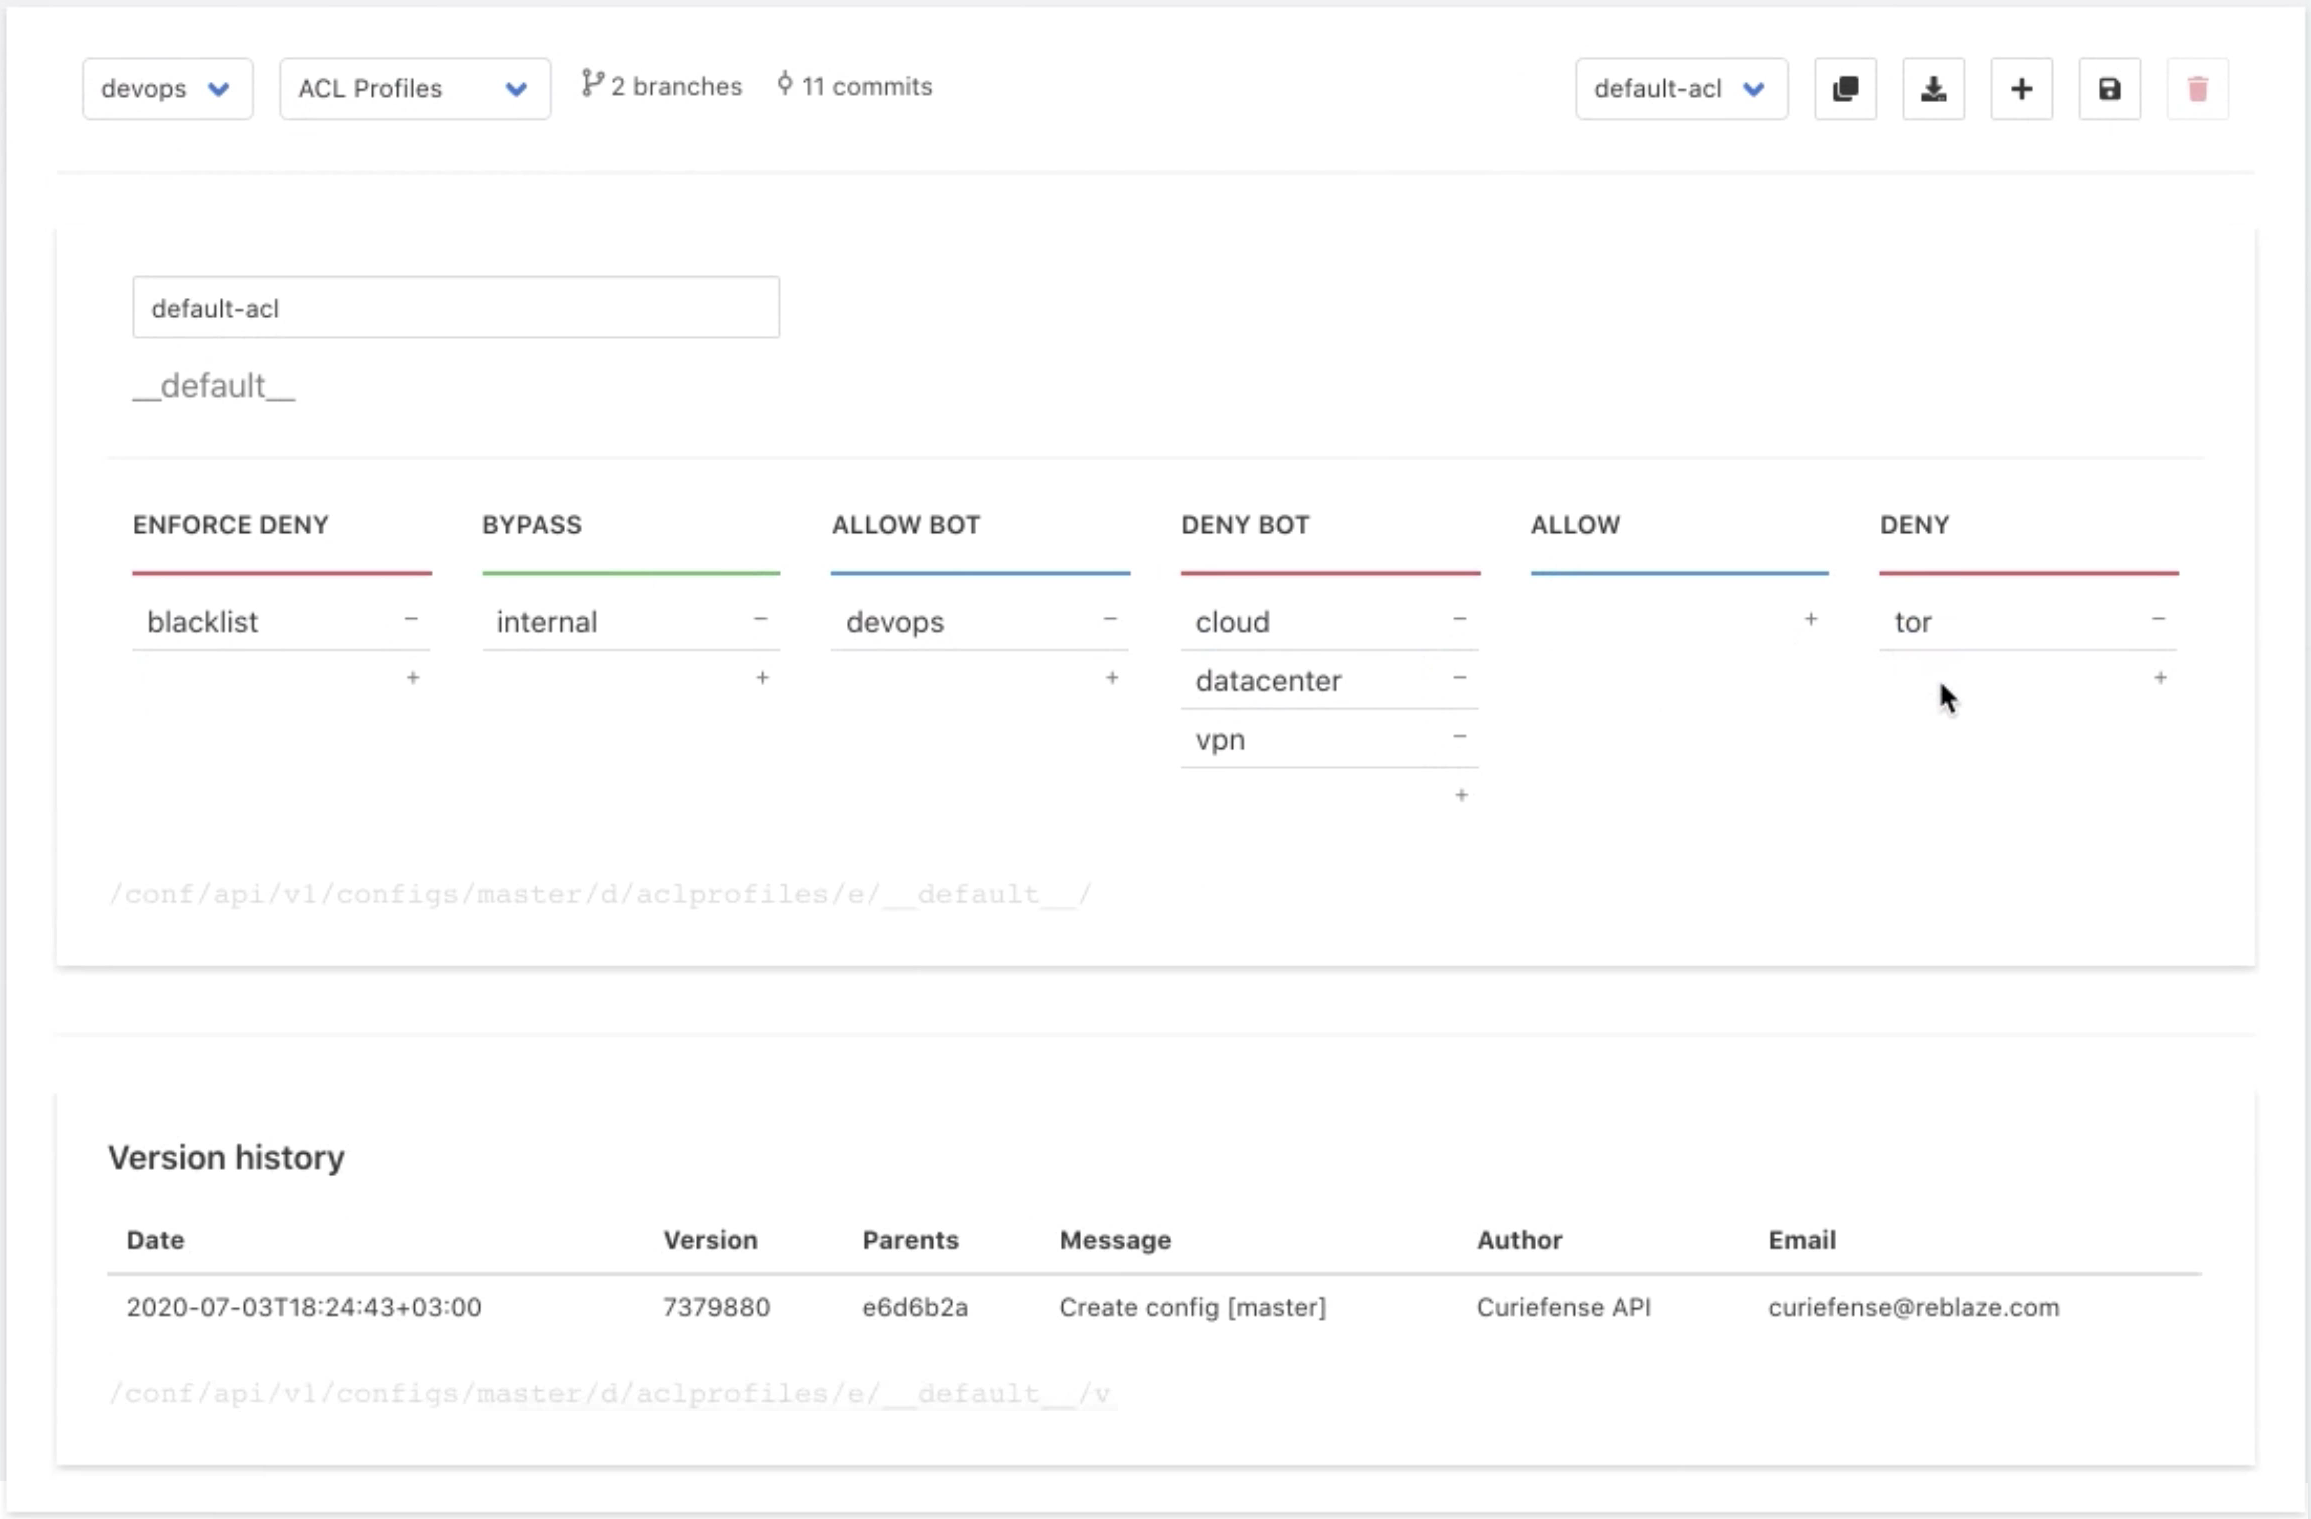 devops ACL Profiles 2 branches 11 commits default-acl
default-acl
__default__
ENFORCE DENY BYPASS ALLOW BOT DENY BOT ALLOW DENY
blacklist − internal − devops − cloud − + tor −
+ + + datacenter − +
vpn −
+
/conf/api/v1/configs/master/d/aclprofiles/e/__default__/
Version history
Date Version Parents Message Author Email
2020-07-03T18:24:43+03:00 7379880 e6d6b2a Create config [master] Curiefense API curiefense@reblaze.com
/conf/api/v1/configs/master/d/aclprofiles/e/__default__/v